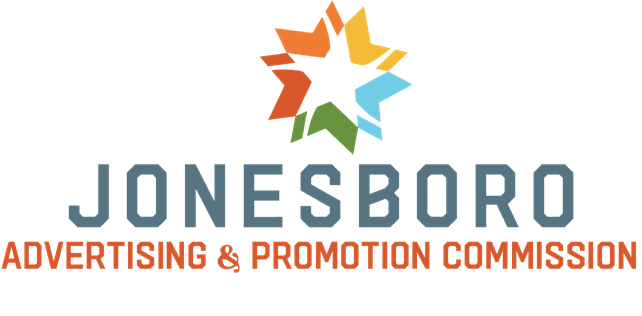 JONESBORO
ADVERTISING & PROMOTION COMMISSION